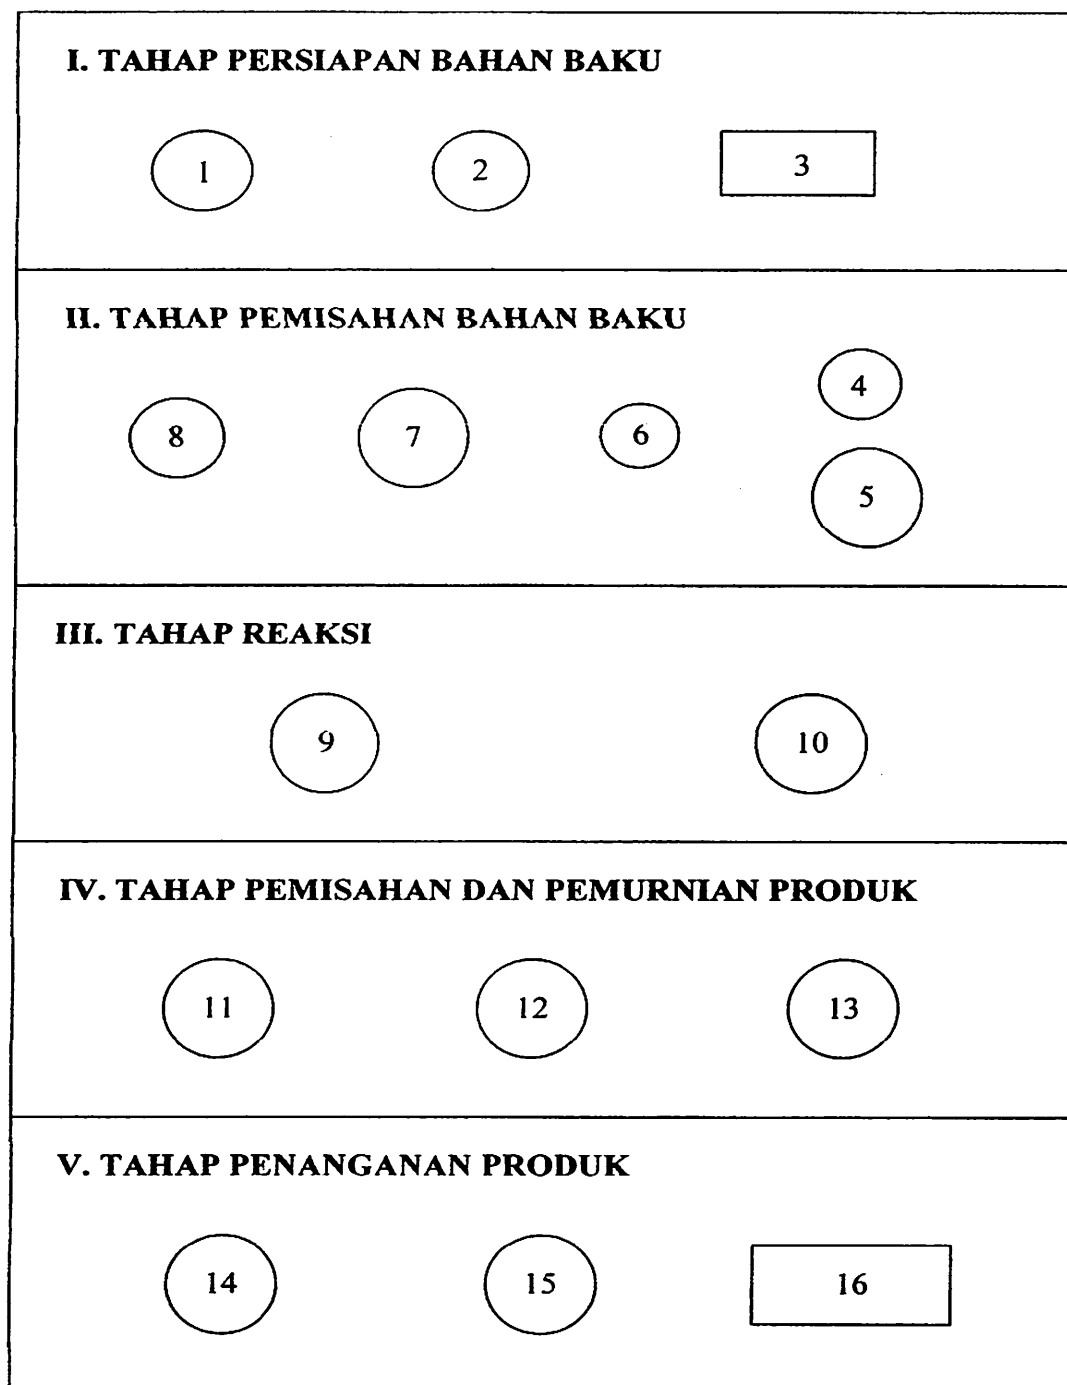 I. TAHAP PERSIAPAN BAHAN BAKU
1 2 3
II. TAHAP PEMISAHAN BAHAN BAKU
4
8 7 6
5
III. TAHAP REAKSI
9 10
IV. TAHAP PEMISAHAN DAN PEMURNIAN PRODUK
11 12 13
V. TAHAP PENANGANAN PRODUK
14 15 16